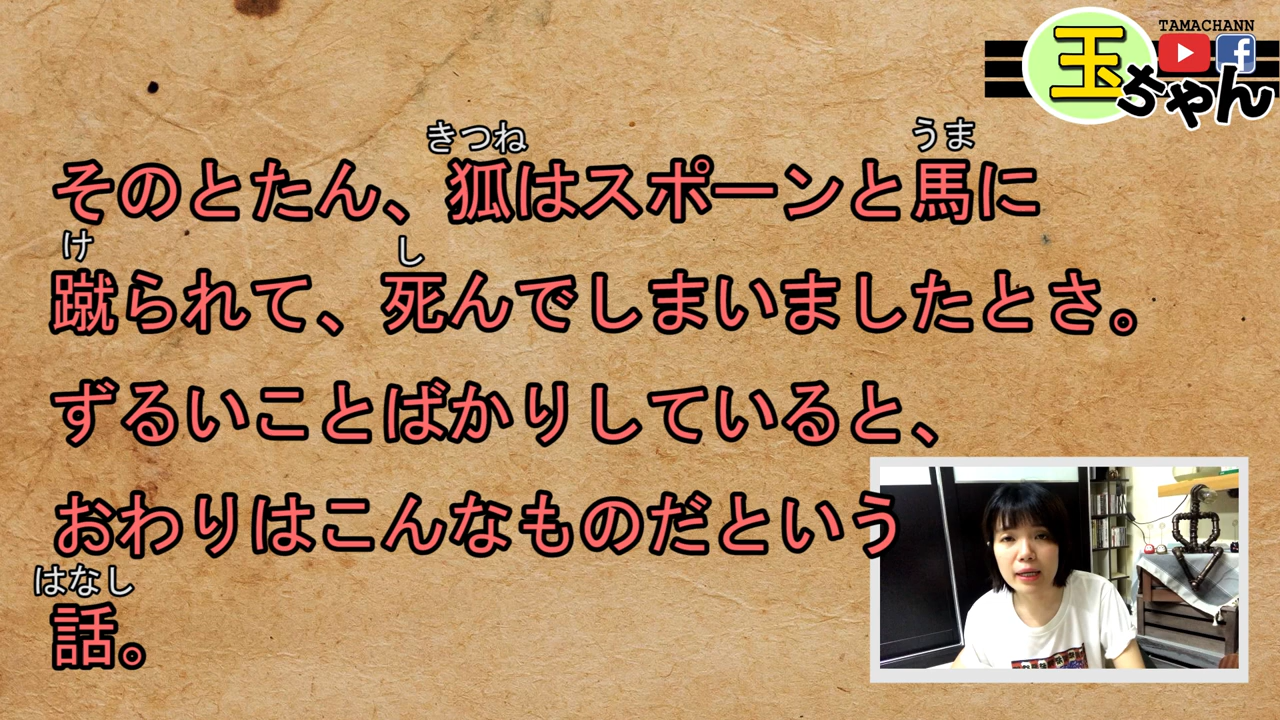 TAMACHANN
玉ちゃん
きつね うま
そのとたん、狐はスポーンと馬に
け し
蹴られて、死んでしまいましたとさ。
ずるいことばかりしていると、
おわりはこんなものだという
はなし
話。